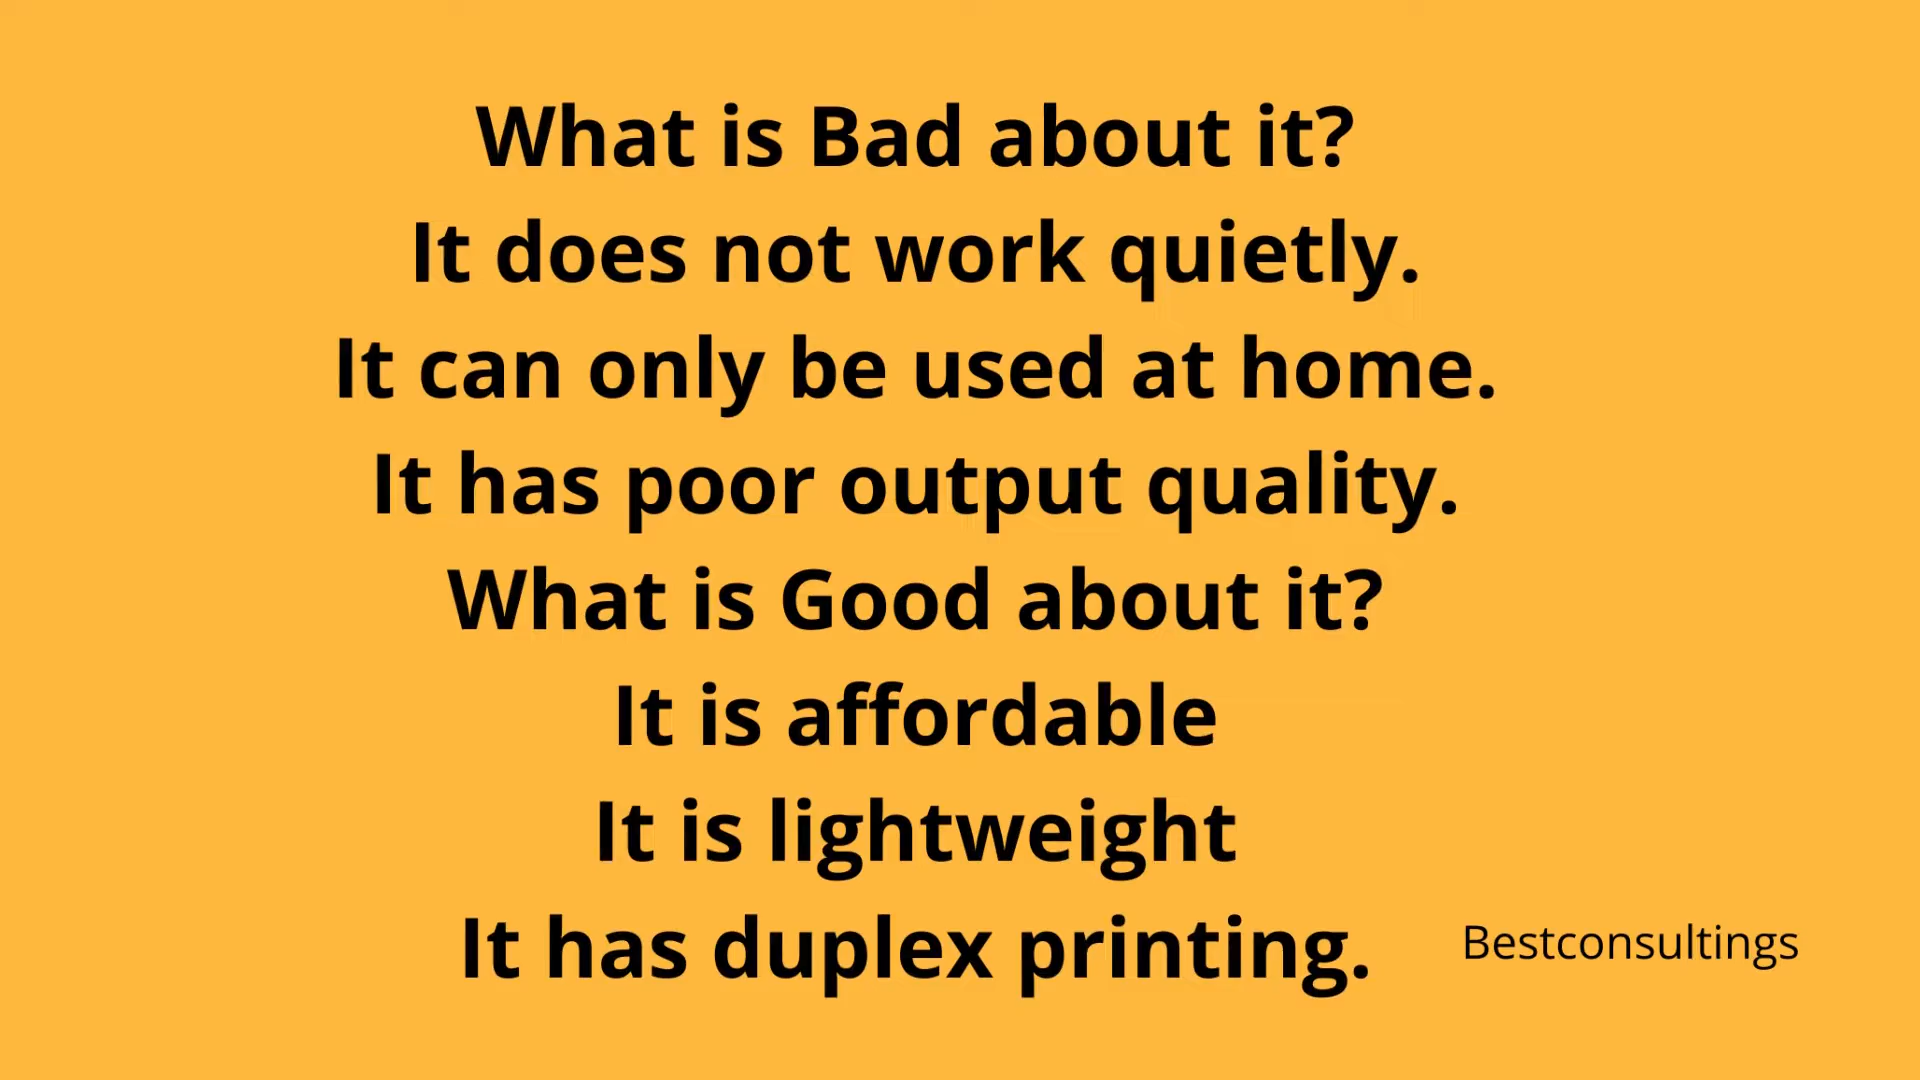 What is Bad about it?
It does not work quietly.
It can only be used at home.
It has poor output quality.
What is Good about it?
It is affordable
It is lightweight
It has duplex printing.
Bestconsultings